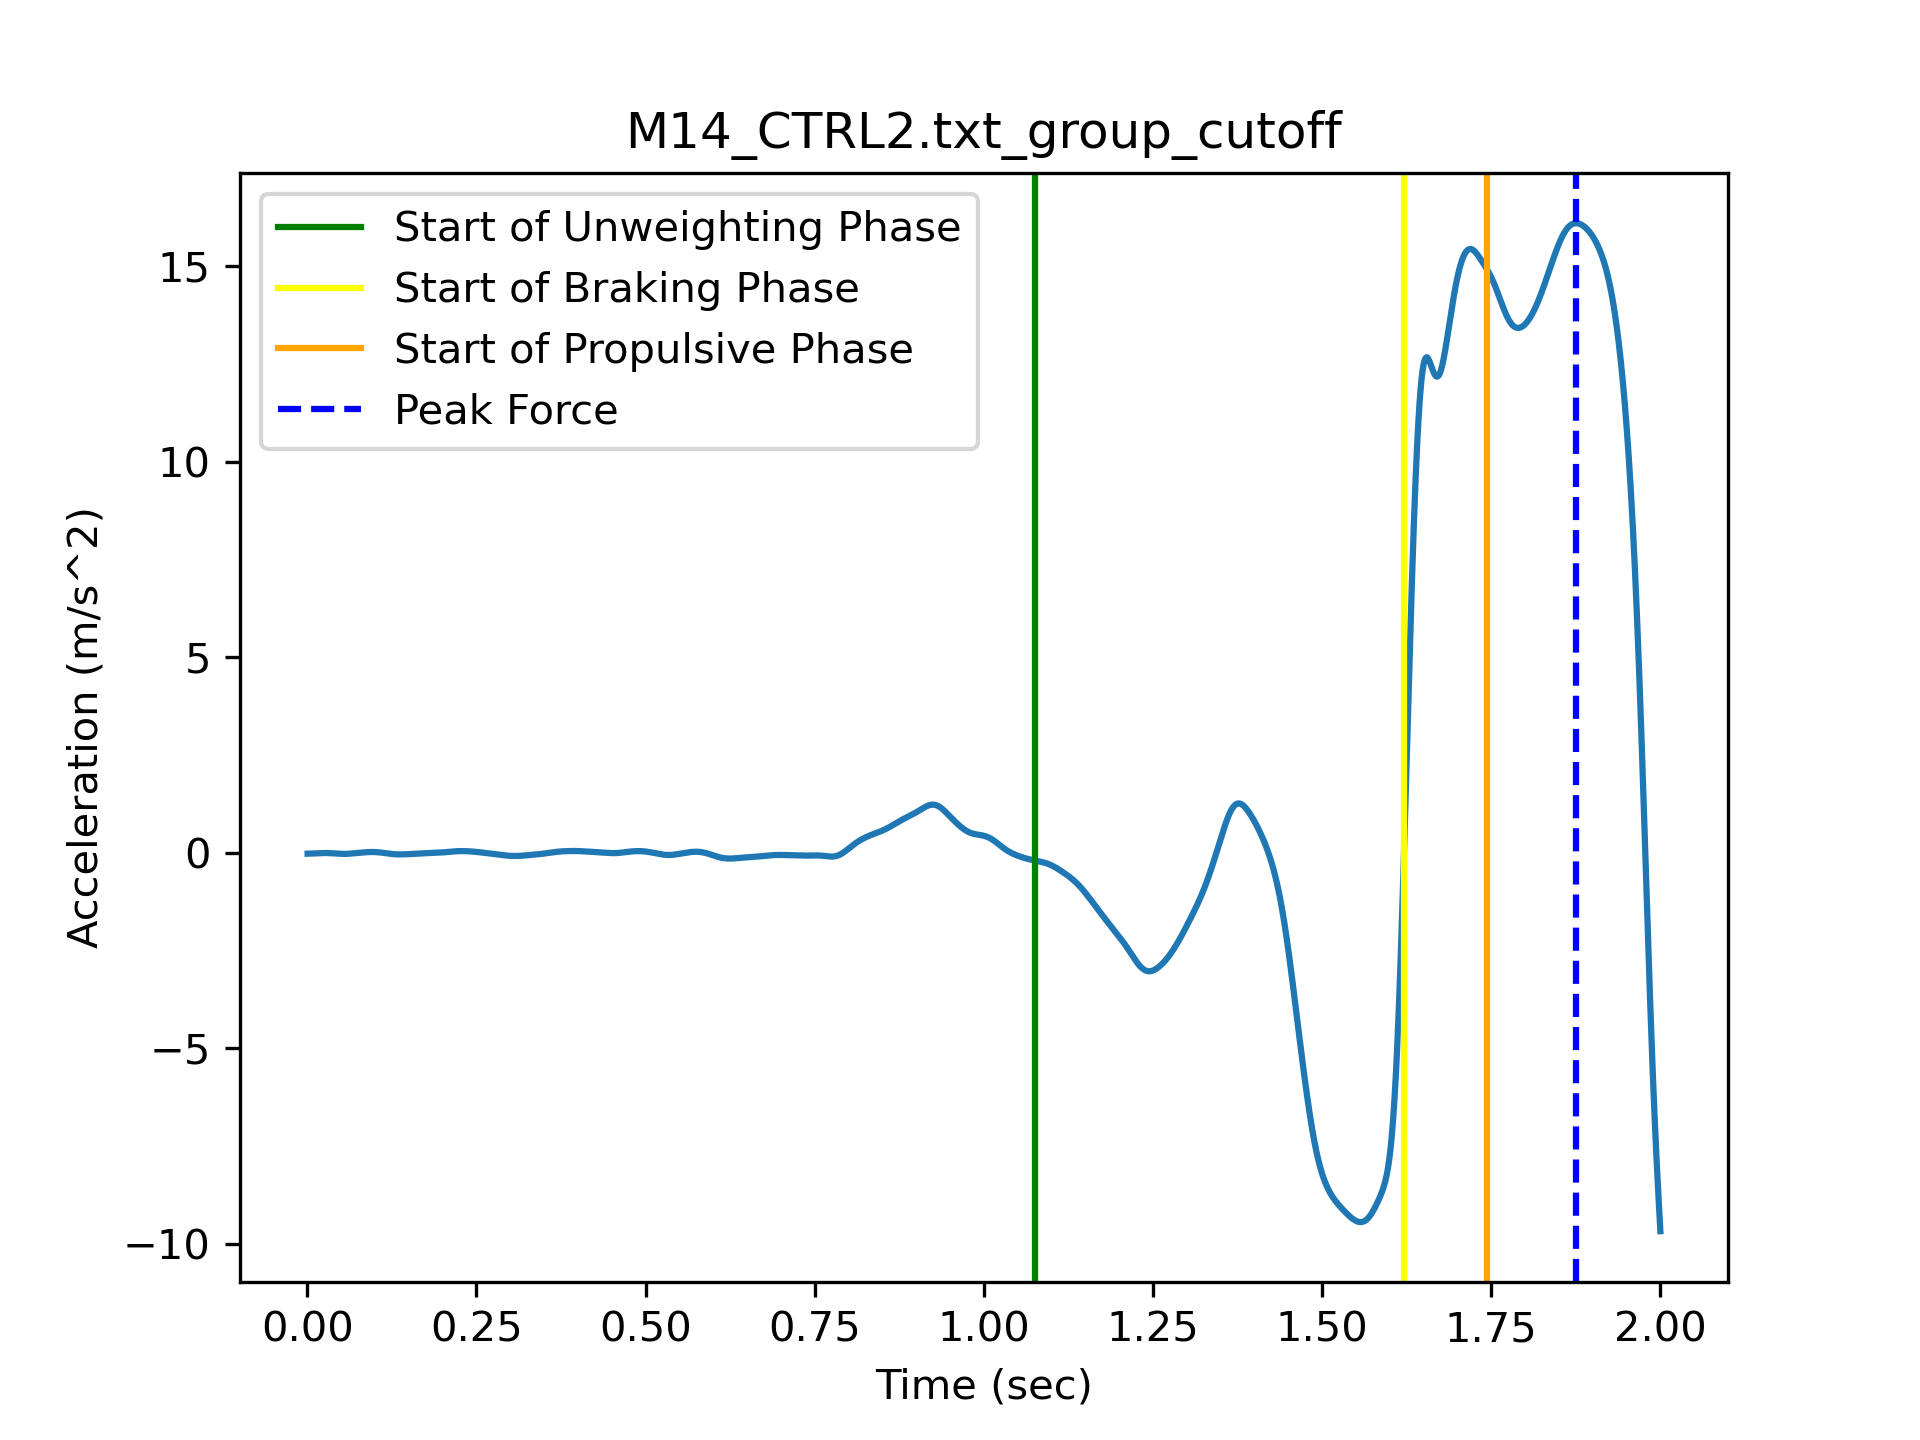 M14_CTRL2.txt_group_cutoff
Start of Unweighting Phase
Start of Braking Phase
Start of Propulsive Phase
Peak Force
Acceleration (m/s^2)
15
10
5
0
−5
−10
0.00 0.25 0.50 0.75 1.00 1.25 1.50 1.75 2.00
Time (sec)